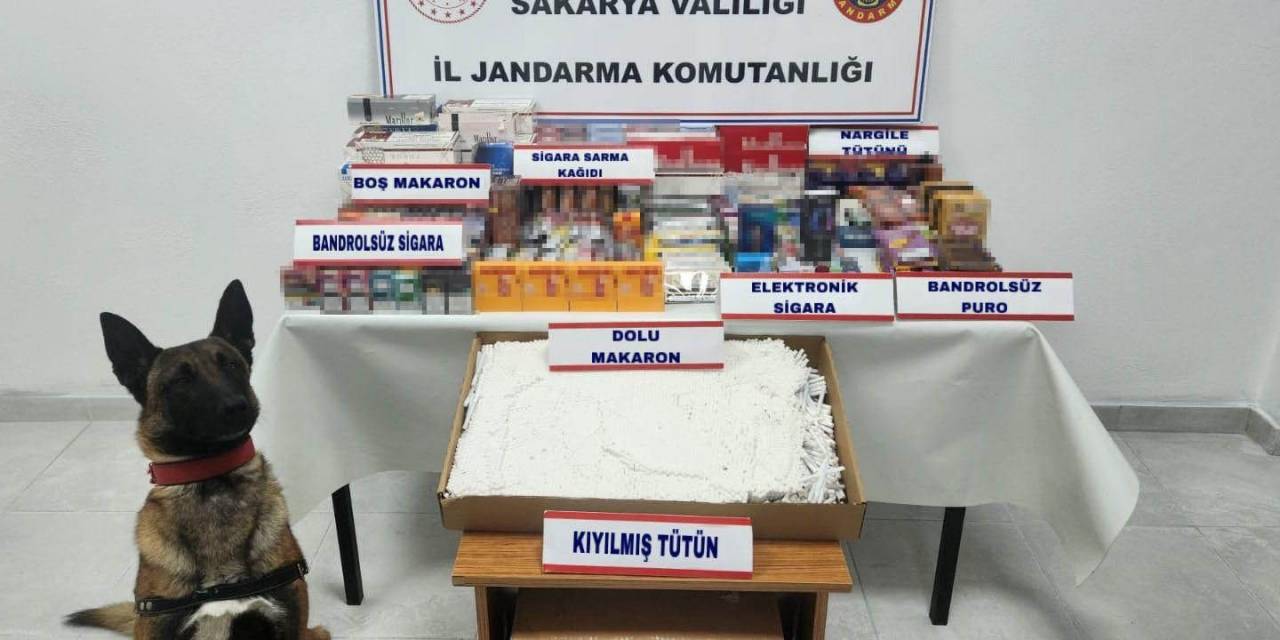 SAKARYA VALİLİĞİ
JANDARMA
İL JANDARMA KOMUTANLIĞI
NARGİLE
TÜTÜNÜ
SİGARA SARMA
KAĞIDI
BOŞ MAKARON
BANDROLSÜZ SİGARA
ELEKTRONİK
SİGARA
BANDROLSÜZ
PURO
DOLU
MAKARON
KIYILMIŞ TÜTÜN